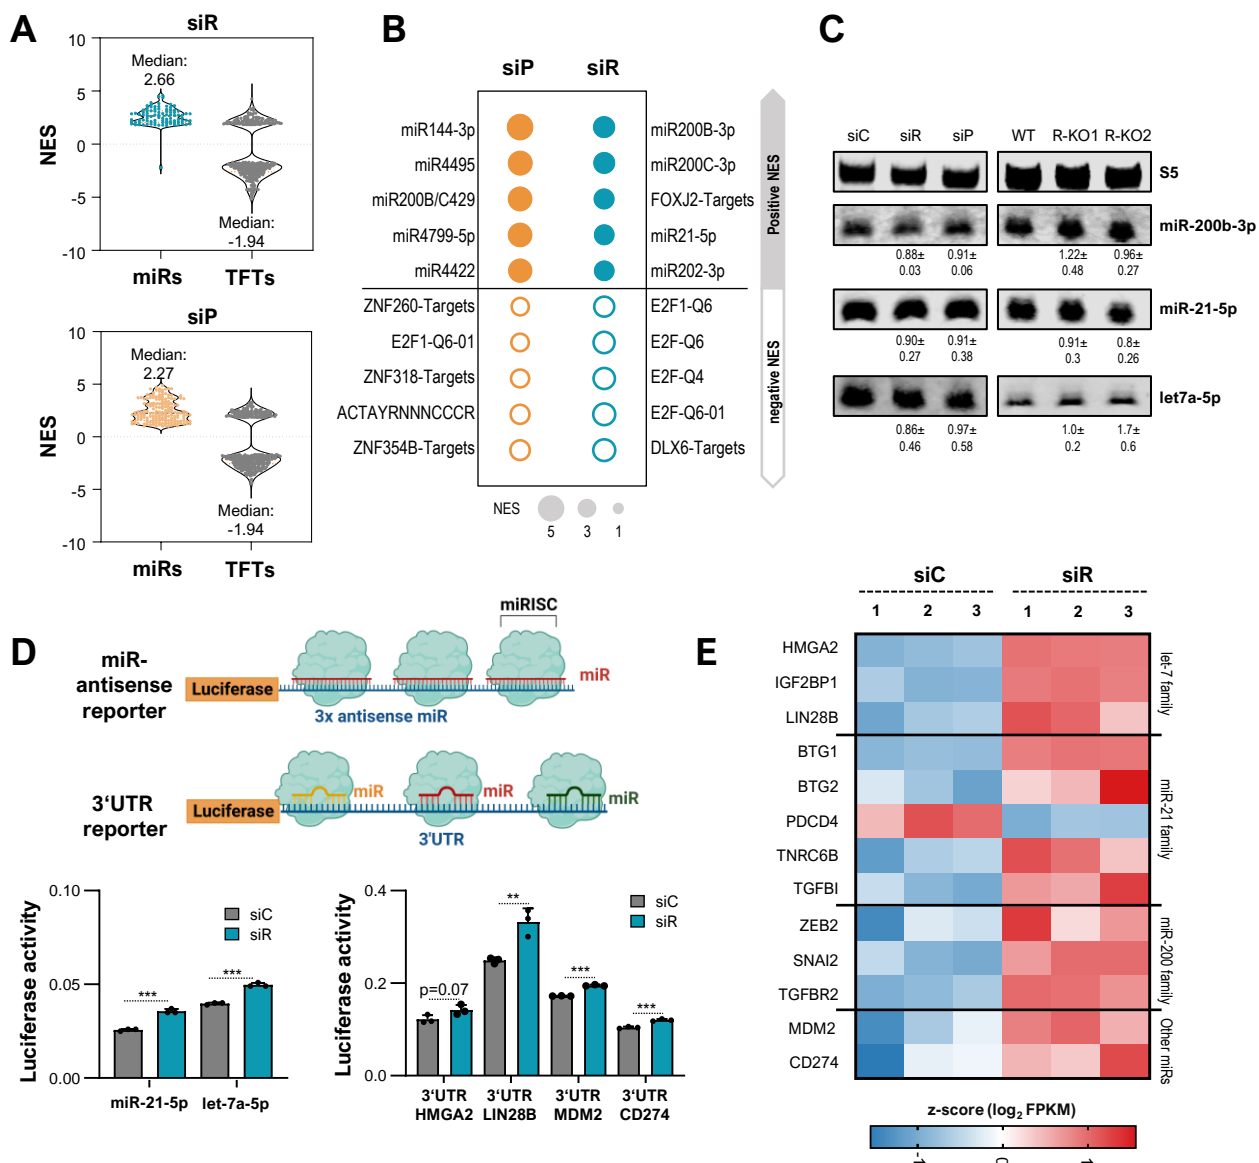 A
siR
10
5
0
-5
-10
NES
Median:
2.66
Median:
-1.94
miRs
TFTs
siP
10
5
0
-5
-10
NES
Median:
2.27
Median:
-1.94
miRs
TFTs
B
siP
siR
miR144-3p
miR200B-3p
miR4495
miR200C-3p
miR200B/C429
FOXJ2-Targets
miR4799-5p
miR21-5p
miR4422
miR202-3p
ZNF260-Targets
E2F1-Q6
E2F1-Q6-01
E2F-Q6
ZNF318-Targets
E2F-Q4
ACTAYRNNNCCCR
E2F-Q6-01
ZNF354B-Targets
DLX6-Targets
Positive NES
negative NES
NES
5
3
1
C
siC
siR
siP
WT
R-KO1
R-KO2
S5
miR-200b-3p
0.88±
0.03
0.91±
0.06
1.22±
0.48
0.96±
0.27
miR-21-5p
0.90±
0.27
0.91±
0.38
0.91±
0.3
0.8±
0.26
let7a-5p
0.86±
0.46
0.97±
0.58
1.0±
0.2
1.7±
0.6
D
miR-
antisense
reporter
Luciferase
miRISC
miR
3x antisense miR
3'UTR
reporter
Luciferase
miR
miR
miR
3'UTR
0.10
0.05
0.00
Luciferase activity
siC
siR
***
***
miR-21-5p
let-7a-5p
0.4
0.2
0.0
Luciferase activity
siC
siR
p=0.07
**
***
***
3'UTR
HMGA2
3'UTR
LIN28B
3'UTR
MDM2
3'UTR
CD274
E
siC
siR
1
2
3
1
2
3
HMGA2
IGF2BP1
LIN28B
BTG1
BTG2
PDCD4
TNRC6B
TGFBI
ZEB2
SNAI2
TGFBR2
MDM2
CD274
let-7 family
miR-21 family
miR-200 family
Other miRs
z-score (log2 FPKM)
-1
0
1